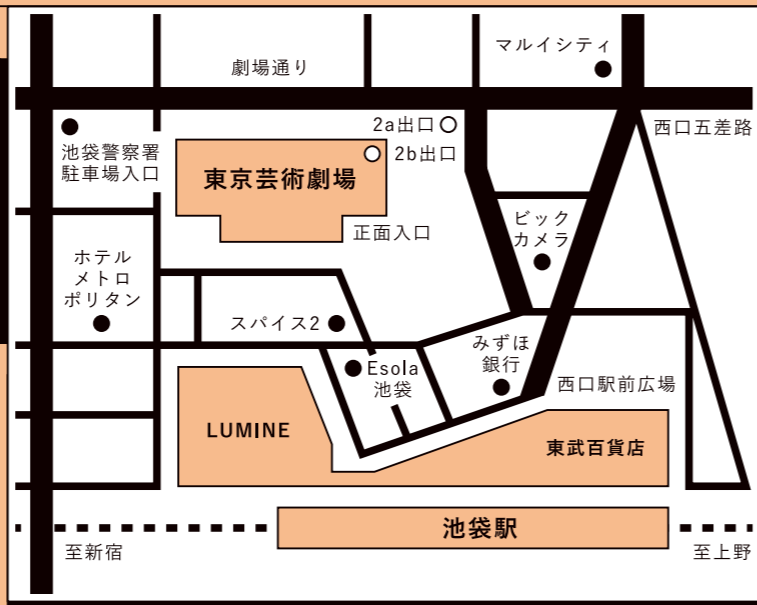 マルイシティ
劇場通り
2a出口
西口五差路
池袋警察署
駐車場入口
2b出口
東京芸術劇場
正面入口
ビック
カメラ
ホテル
メトロ
ポリタン
スパイス2
みずほ
銀行
Esola
池袋
西口駅前広場
LUMINE
東武百貨店
池袋駅
至新宿
至上野